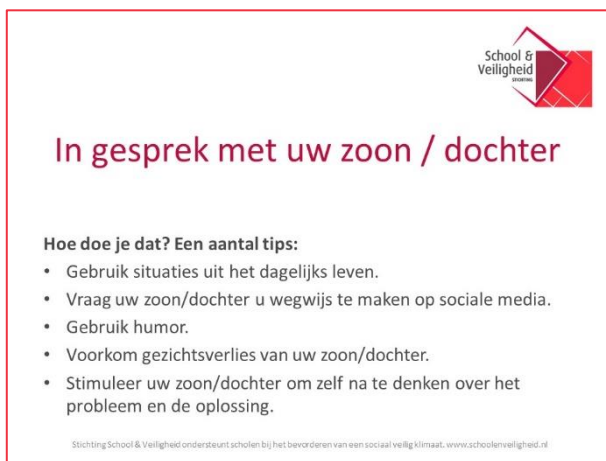 School &
Veiligheid
STICHTING
In gesprek met uw zoon / dochter
Hoe doe je dat? Een aantal tips:
• Gebruik situaties uit het dagelijks leven.
• Vraag uw zoon/dochter u wegwijs te maken op sociale media.
• Gebruik humor.
• Voorkom gezichtsverlies van uw zoon/dochter.
• Stimuleer uw zoon/dochter om zelf na te denken over het
probleem en de oplossing.
Stichting School & Veiligheid ondersteunt scholen bij het bevorderen van een sociaal veilig klimaat. www.schoolenveiligheid.nl